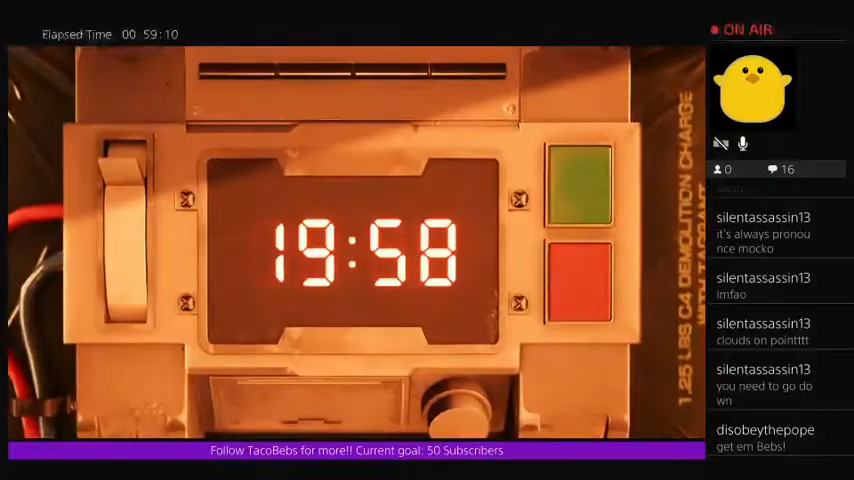 Elapsed Time 00 59:10
ON AIR
19:58
1.25 LBS C4 DEMOLITION CHARGE
WITH
0
16
silentassassin13
it's always pronou
nce mocko
silentassassin13
lmfao
silentassassin13
clouds on pointttt
silentassassin13
you need to go do
wn
disobeythepope
get em Bebs!
Follow TacoBebs for more!! Current goal: 50 Subscribers